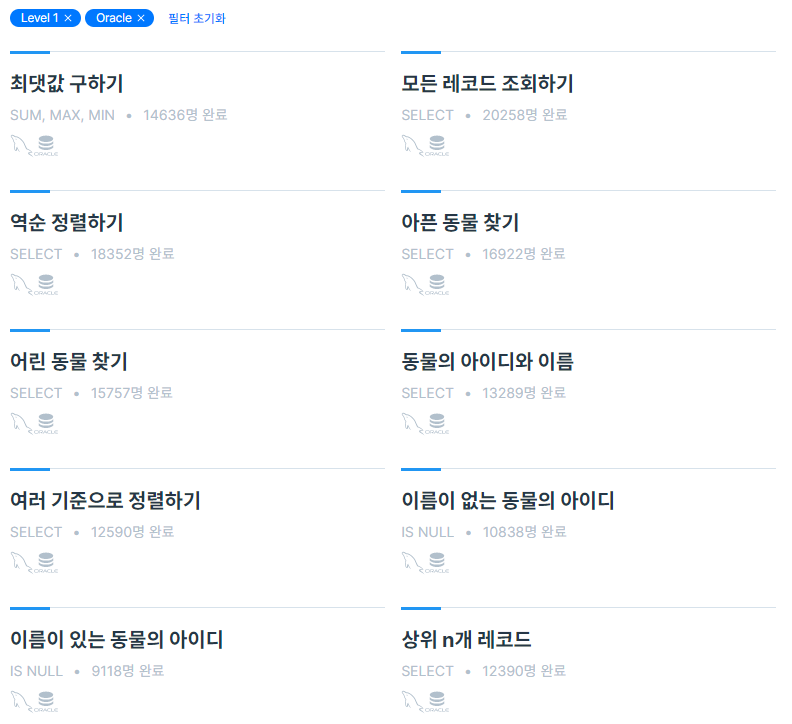 Level 1 × Oracle × 필터 초기화
최댓값 구하기
SUM, MAX, MIN • 14636명 완료
ORACLE
모든 레코드 조회하기
SELECT • 20258명 완료
ORACLE
역순 정렬하기
SELECT • 18352명 완료
ORACLE
아픈 동물 찾기
SELECT • 16922명 완료
ORACLE
어린 동물 찾기
SELECT • 15757명 완료
ORACLE
동물의 아이디와 이름
SELECT • 13289명 완료
ORACLE
여러 기준으로 정렬하기
SELECT • 12590명 완료
ORACLE
이름이 없는 동물의 아이디
IS NULL • 10838명 완료
ORACLE
이름이 있는 동물의 아이디
IS NULL • 9118명 완료
ORACLE
상위 n개 레코드
SELECT • 12390명 완료
ORACLE